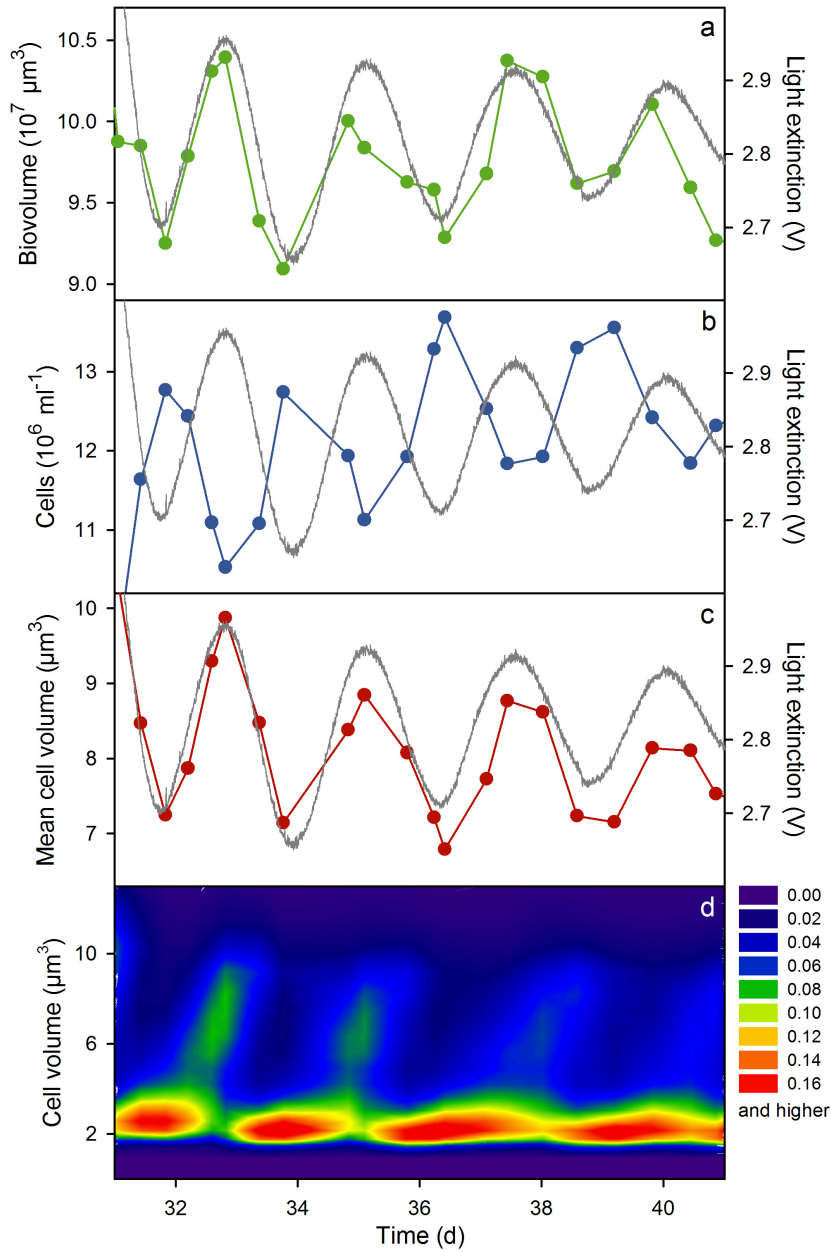 a
10.5
10.0
9.5
9.0
Biovolume (10⁷ µm³)
2.9
2.8
2.7
Light extinction (V)
b
13
12
11
Cells (10⁶ ml⁻¹)
2.9
2.8
2.7
Light extinction (V)
c
10
9
8
7
Mean cell volume (µm³)
2.9
2.8
2.7
Light extinction (V)
d
10
6
2
Cell volume (µm³)
0.00
0.02
0.04
0.06
0.08
0.10
0.12
0.14
0.16
and higher
32 34 36 38 40
Time (d)